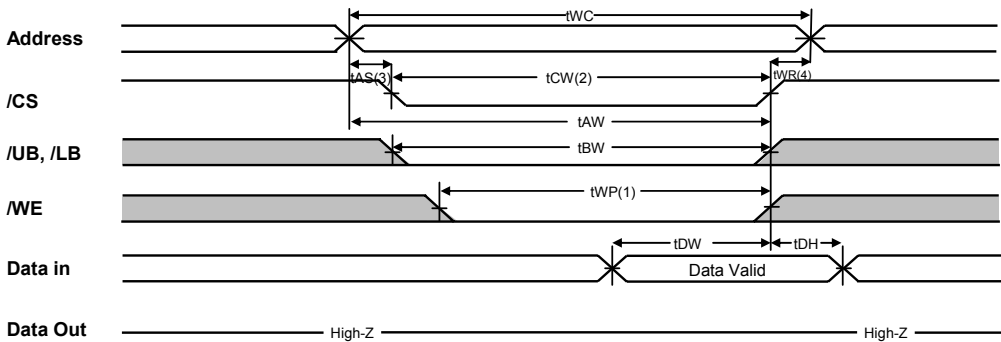 tWC
Address
tAS(3) tCW(2) tWR(4)
/CS
tAW
/UB, /LB tBW
/WE tWP(1)
tDW tDH
Data in Data Valid
Data Out High-Z High-Z